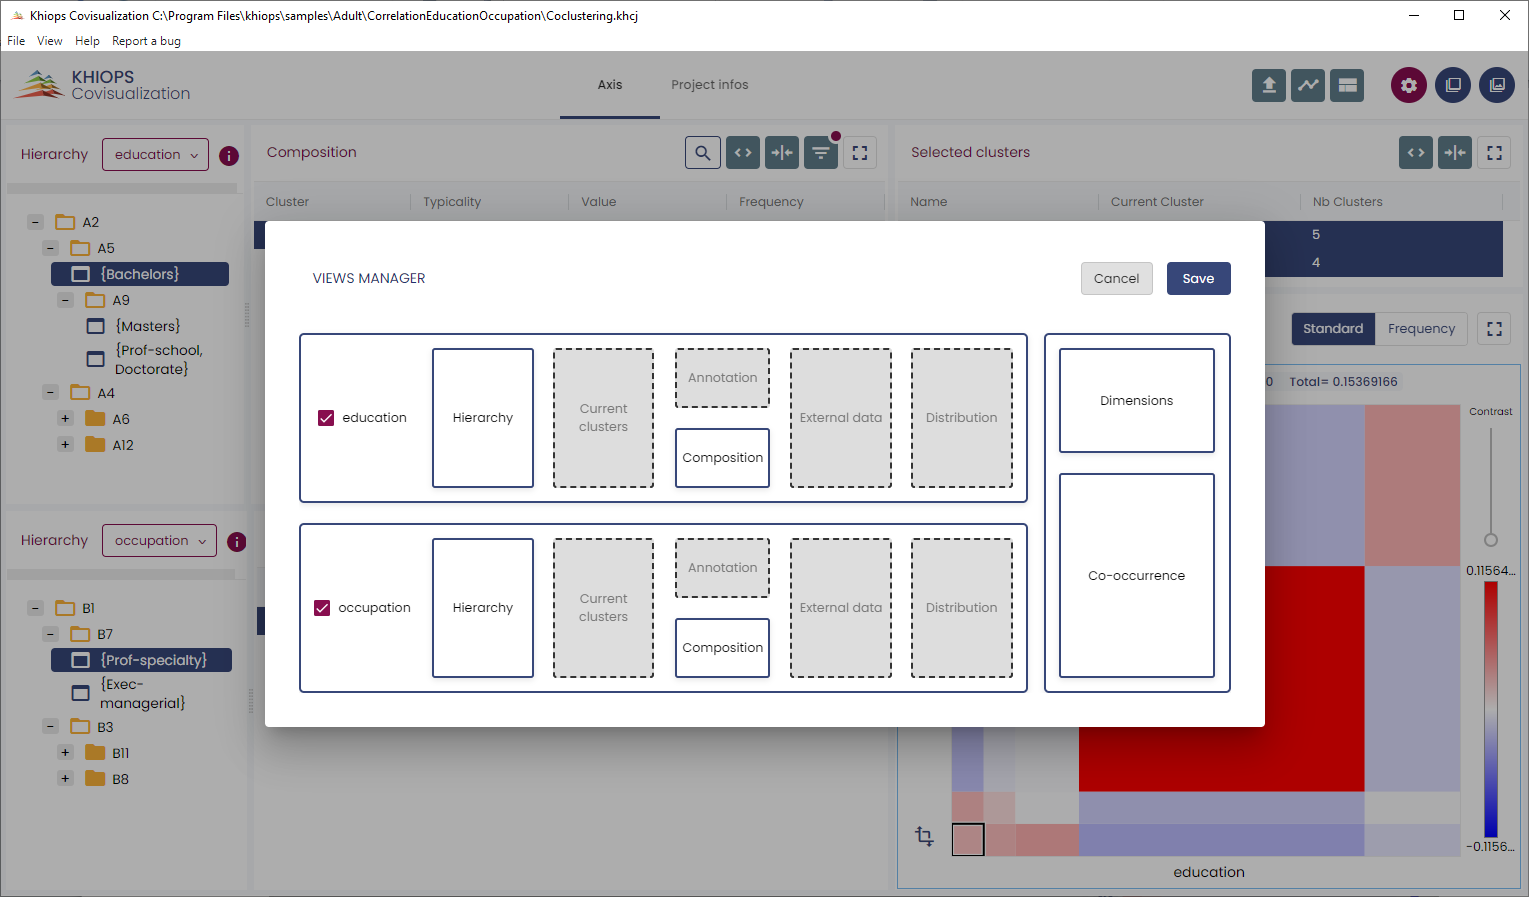 Khiops Covisualization C:\Program Files\khiops\samples\Adult\CorrelationEducationOccupation\Coclustering.khcj
File View Help Report a bug
KHIOPS
Covisualization
Axis
Project infos
Hierarchy
education
Composition
Selected clusters
Cluster
Typicality
Value
Frequency
Name
Current Cluster
Nb Clusters
5
4
A2
A5
{Bachelors}
A9
{Masters}
{Prof-school,
Doctorate}
A4
A6
A12
Hierarchy
occupation
B1
B7
{Prof-specialty}
{Exec-
managerial}
B3
B11
B8
VIEWS MANAGER
Cancel
Save
education
Hierarchy
Current
clusters
Annotation
Composition
External data
Distribution
occupation
Hierarchy
Current
clusters
Annotation
Composition
External data
Distribution
Dimensions
Co-occurrence
Standard
Frequency
0 Total= 0.15369166
Contrast
0.11564...
-0.1156...
education